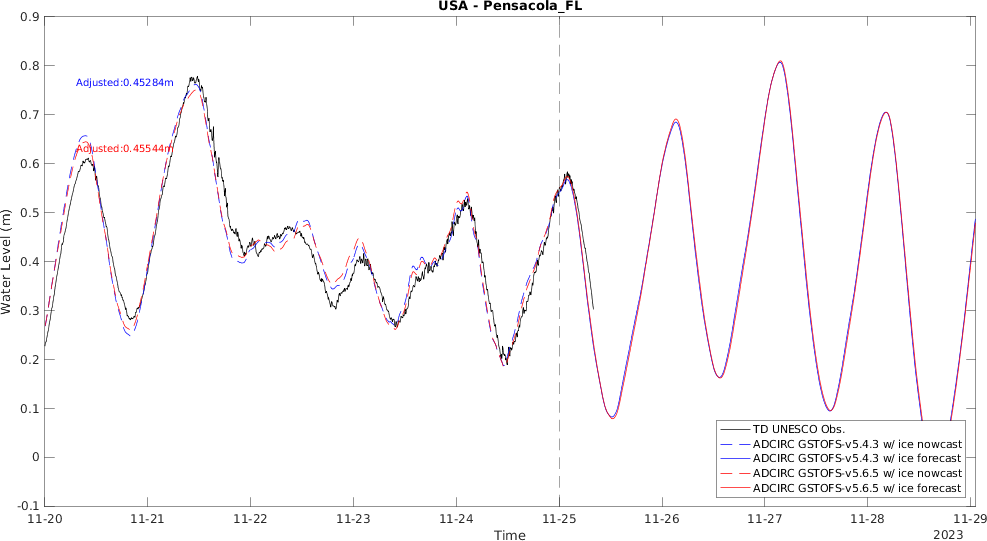 USA - Pensacola_FL
0.9
0.8
0.7
0.6
0.5
0.4
0.3
0.2
0.1
0
-0.1
Water Level (m)
Adjusted:0.45284m
Adjusted:0.45544m
TD UNESCO Obs.
ADCIRC GSTOFS-v5.4.3 w/ ice nowcast
ADCIRC GSTOFS-v5.4.3 w/ ice forecast
ADCIRC GSTOFS-v5.6.5 w/ ice nowcast
ADCIRC GSTOFS-v5.6.5 w/ ice forecast
11-20 11-21 11-22 11-23 11-24 11-25 11-26 11-27 11-28 11-29
Time
2023